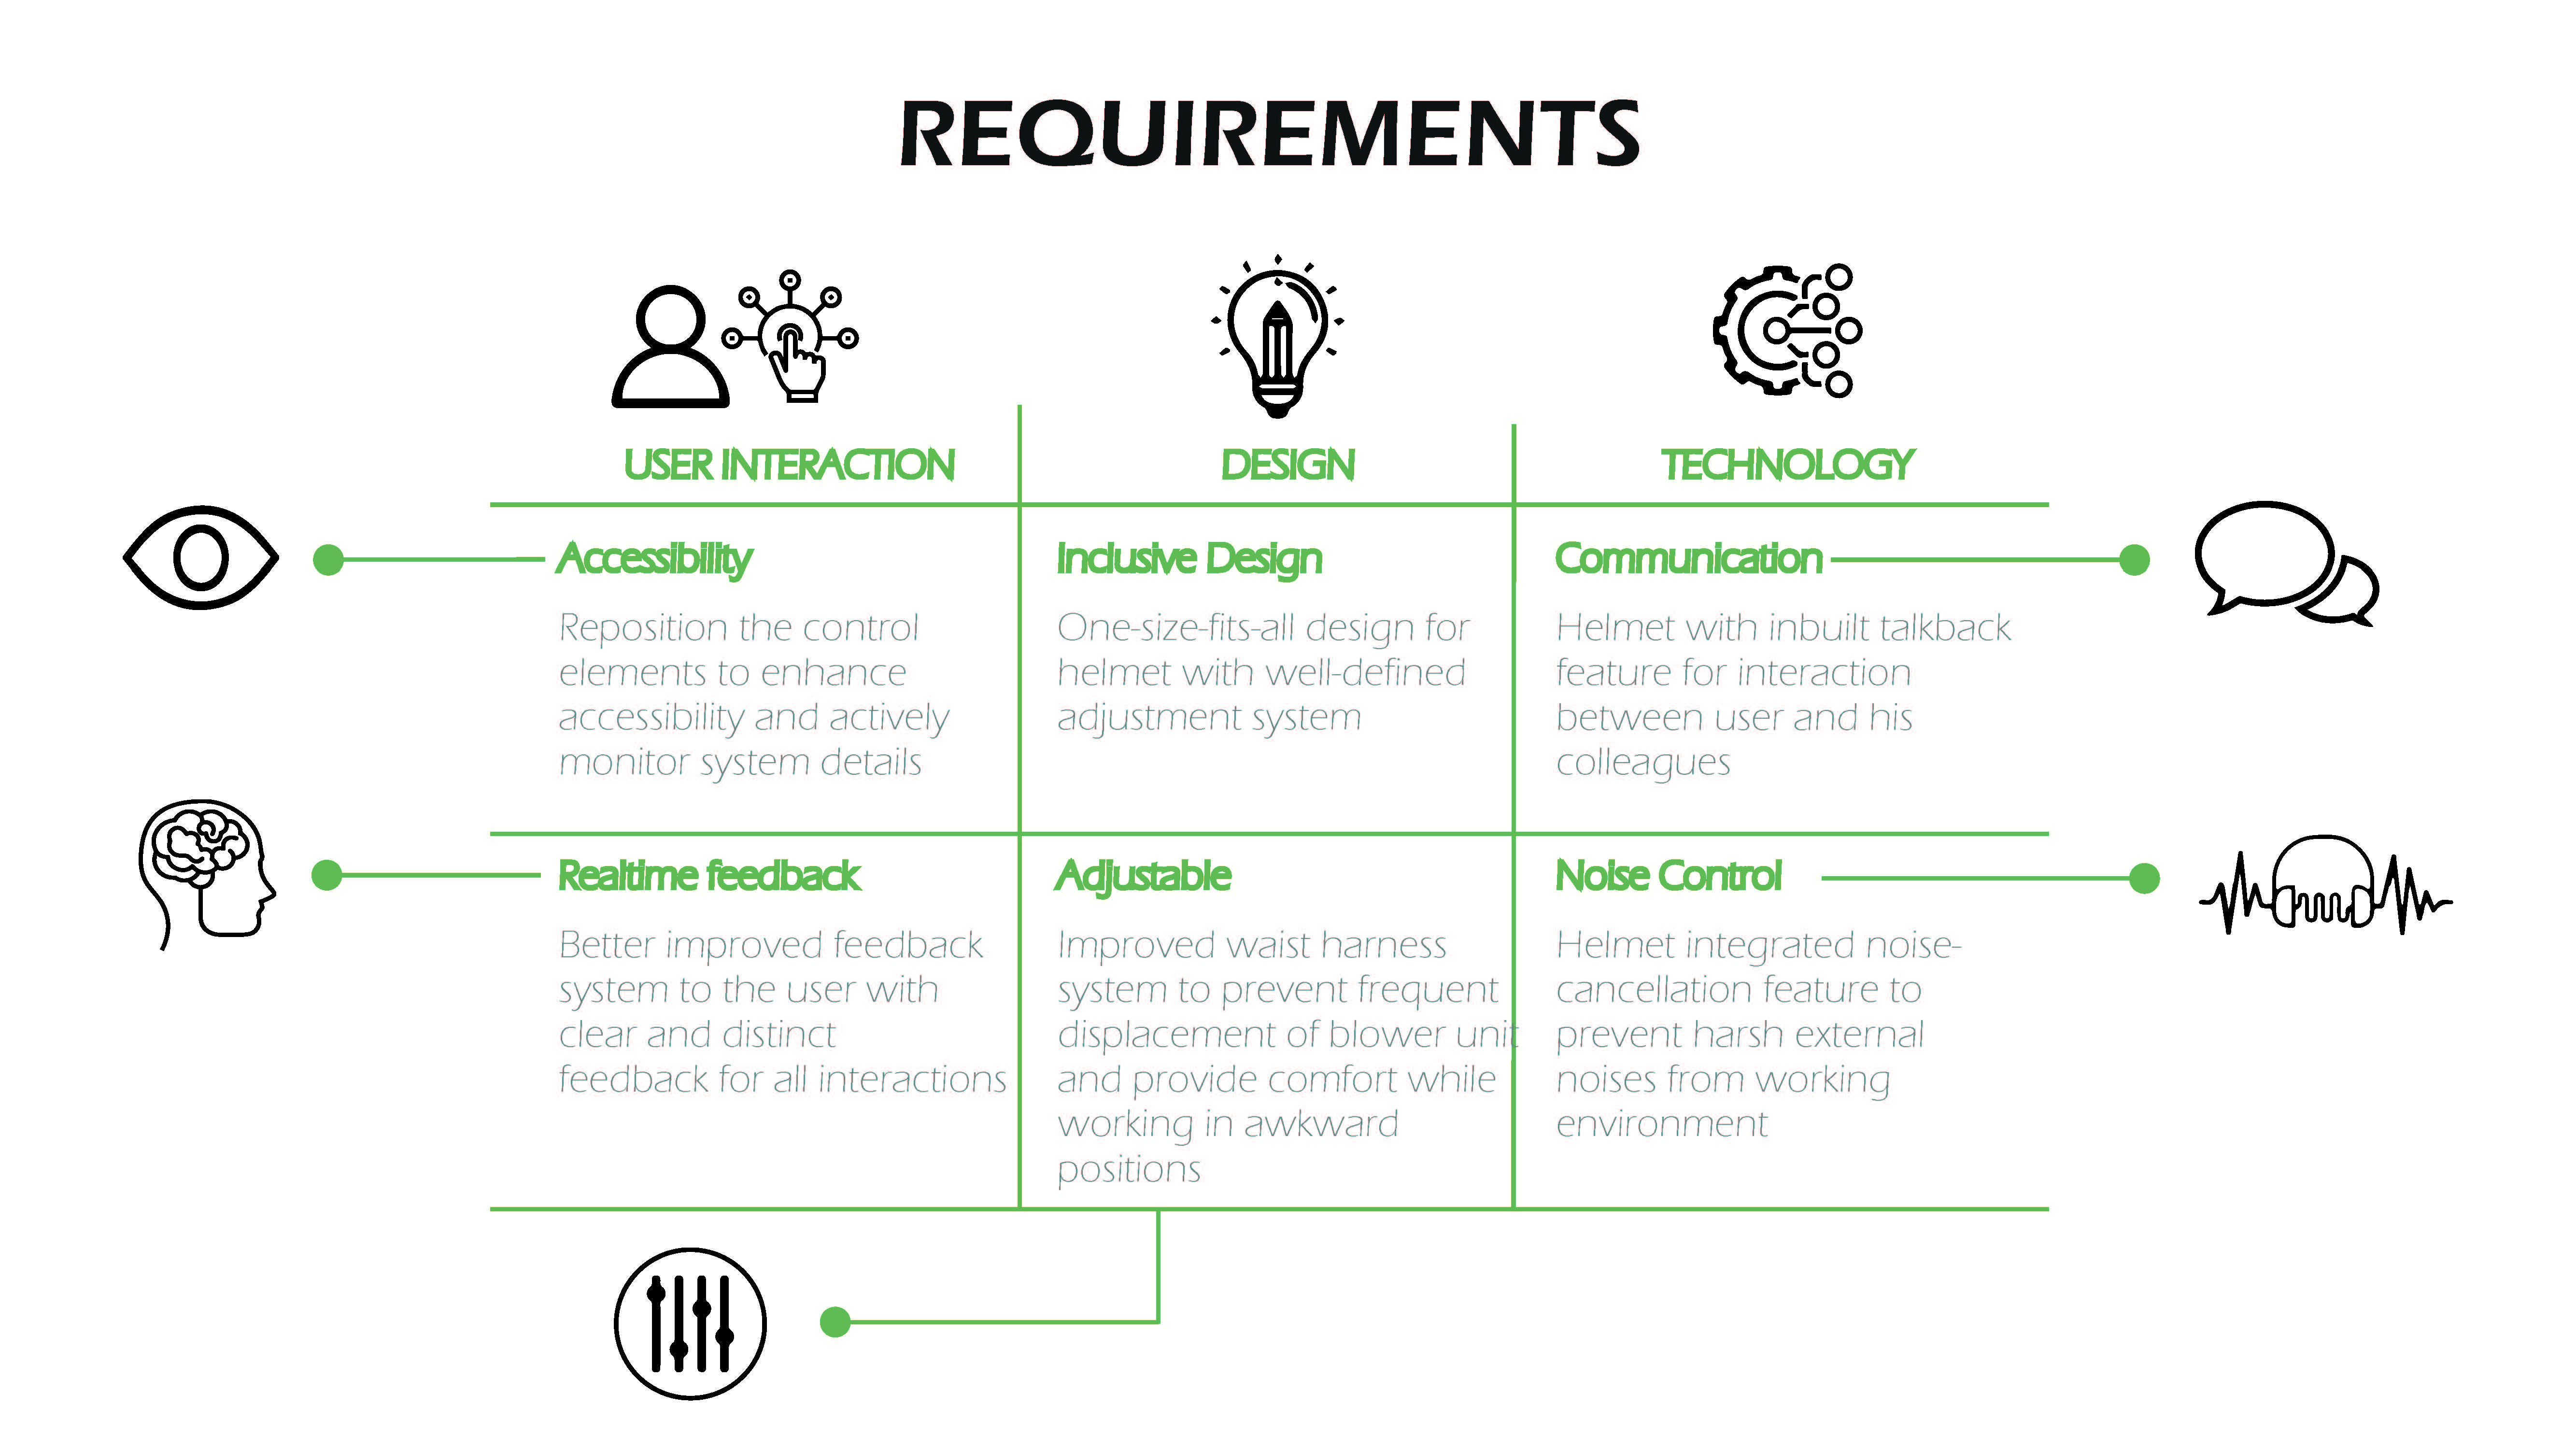 REQUIREMENTS
USER INTERACTION
DESIGN
TECHNOLOGY
Accessibility
Reposition the control
elements to enhance
accessibility and actively
monitor system details
Inclusive Design
One-size-fits-all design for
helmet with well-defined
adjustment system
Communication
Helmet with inbuilt talkback
feature for interaction
between user and his
colleagues
Realtime feedback
Better improved feedback
system to the user with
clear and distinct
feedback for all interactions
Adjustable
Improved waist harness
system to prevent frequent
displacement of blower unit
and provide comfort while
working in awkward
positions
Noise Control
Helmet integrated noise-
cancellation feature to
prevent harsh external
noises from working
environment